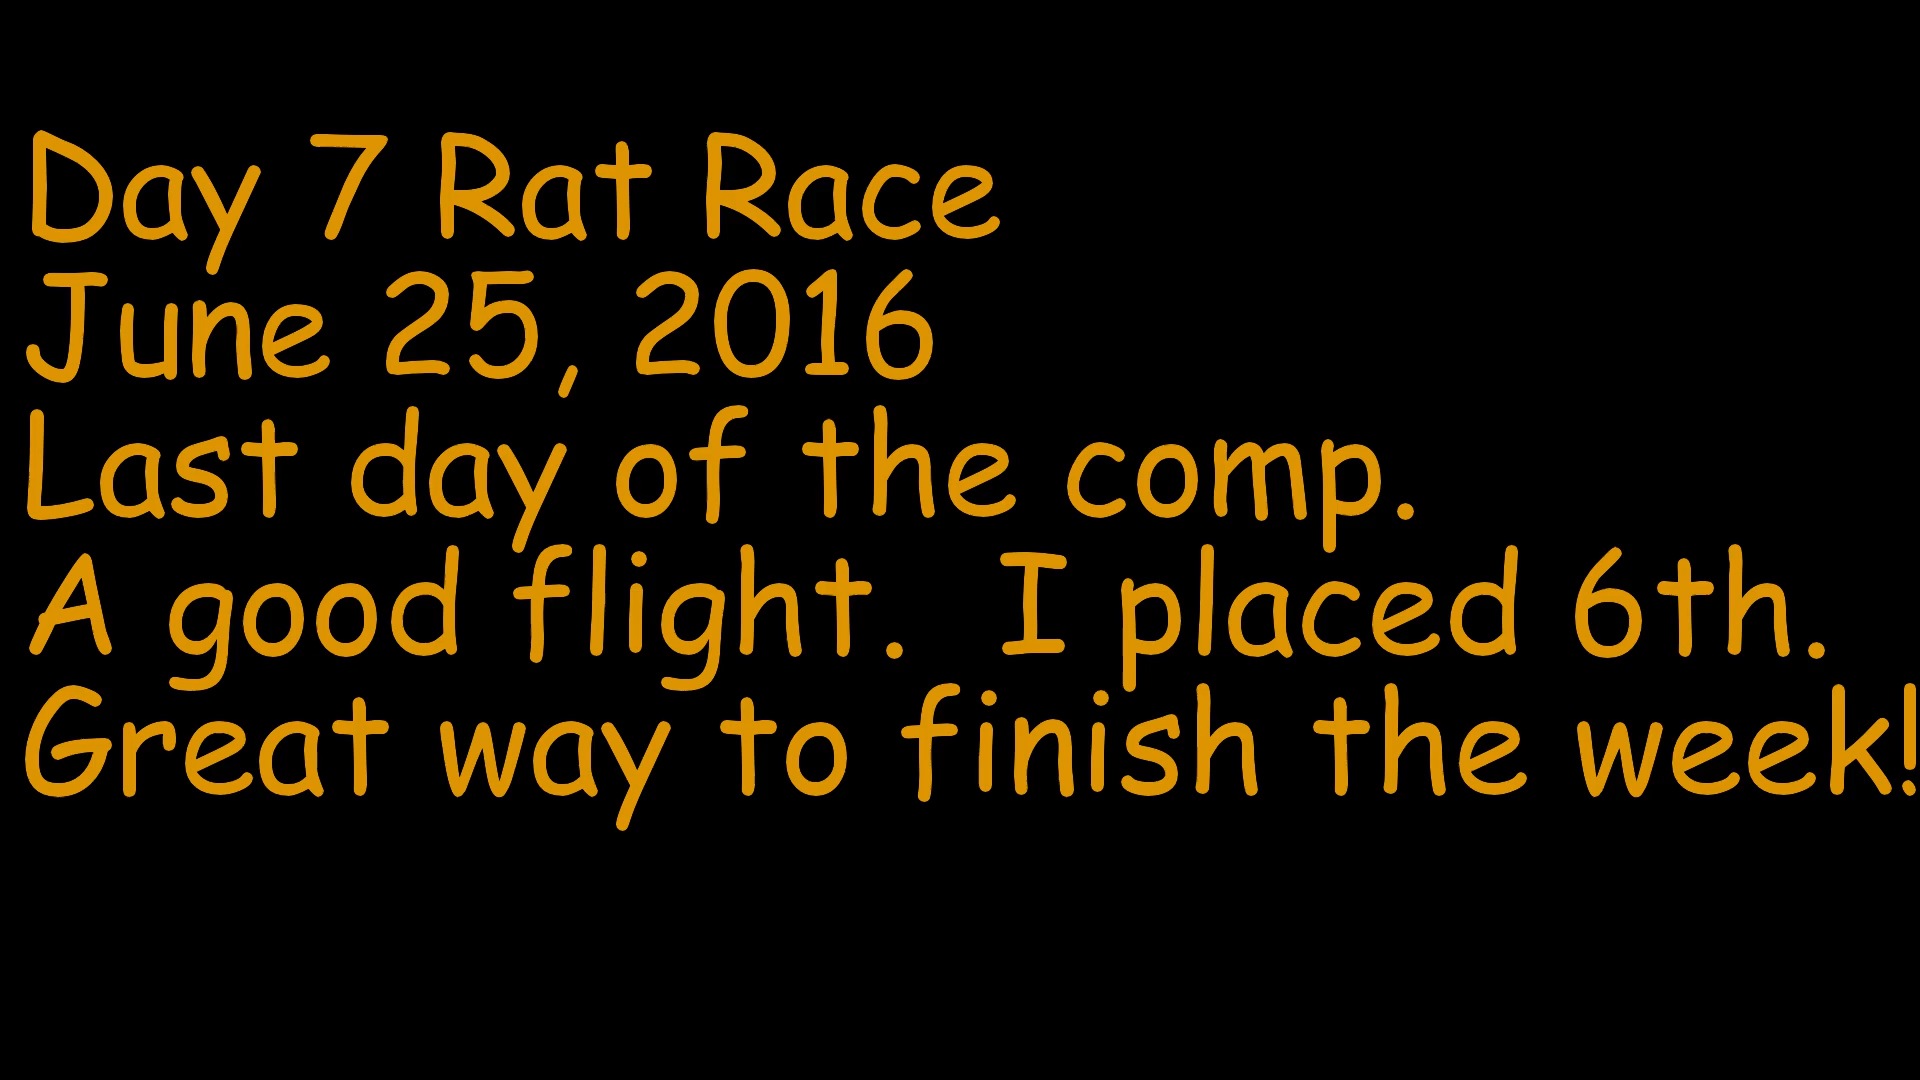 Day 7 Rat Race
June 25, 2016
Last day of the comp.
A good flight.  I placed 6th.
Great way to finish the week!